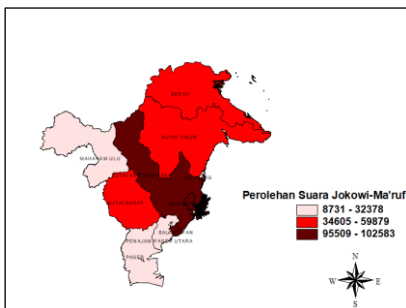 BERAU
KUTAI TIMUR
MAHAKAM ULU
KUTAI BARAT
PENAJAM PASER UTARA
PASER
Perolehan Suara Jokowi-Ma'ruf
8731 - 32378
34605 - 59879
95509 - 102583
N
W E
S